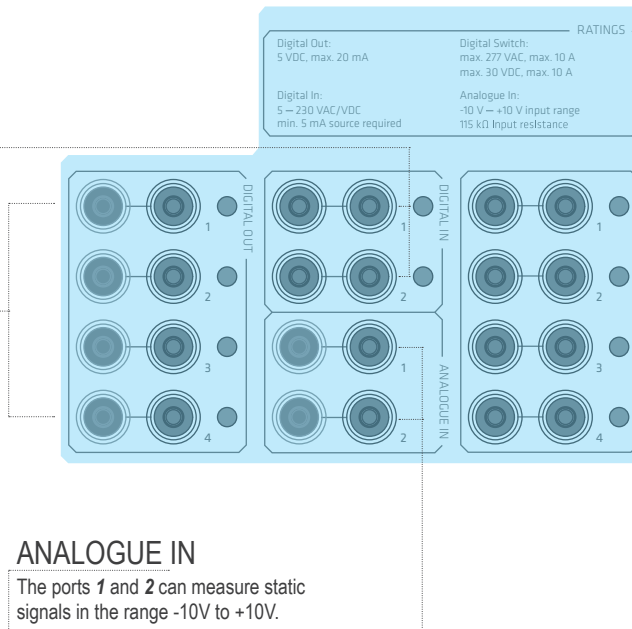 RATINGS
Digital Out:
5 VDC, max. 20 mA
Digital Switch:
max. 277 VAC, max. 10 A
max. 30 VDC, max. 10 A
Digital In:
5 – 230 VAC/VDC
min. 5 mA source required
Analogue In:
-10 V – +10 V input range
115 kΩ Input resistance
DIGITAL OUT
1
2
3
4
DIGITAL IN
1
2
ANALOGUE IN
1
2
1
2
3
4
ANALOGUE IN
The ports 1 and 2 can measure static
signals in the range -10V to +10V.